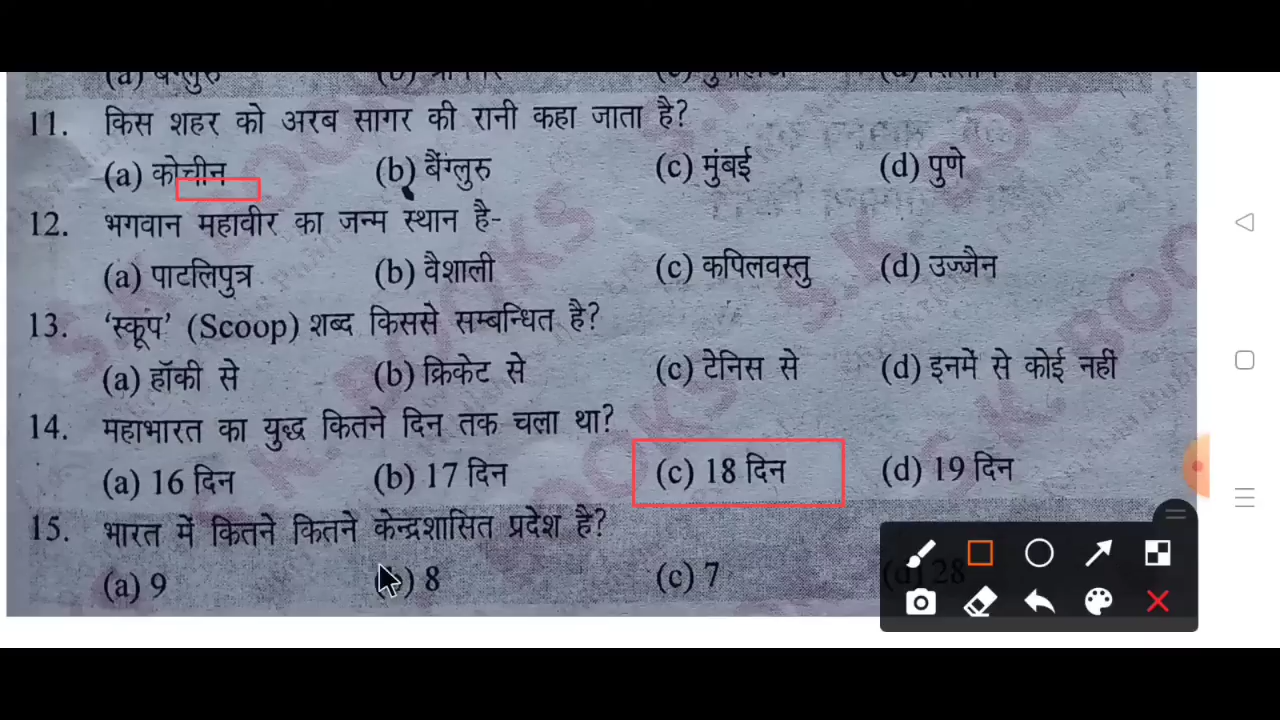 11. किस शहर को अरब सागर की रानी कहा जाता है?
(a) कोचीन (b) बैंग्लुरु (c) मुंबई (d) पुणे
12. भगवान महावीर का जन्म स्थान है-
(a) पाटलिपुत्र (b) वैशाली (c) कपिलवस्तु (d) उज्जैन
13. 'स्कूप' (Scoop) शब्द किससे सम्बन्धित है?
(a) हॉकी से (b) क्रिकेट से (c) टेनिस से (d) इनमें से कोई नही
14. महाभारत का युद्ध कितने दिन तक चला था?
(a) 16 दिन (b) 17 दिन (c) 18 दिन (d) 19 दिन
15. भारत में कितने कितने केन्द्रशासित प्रदेश है?
(a) 9 (b) 8 (c) 7 (d) 28